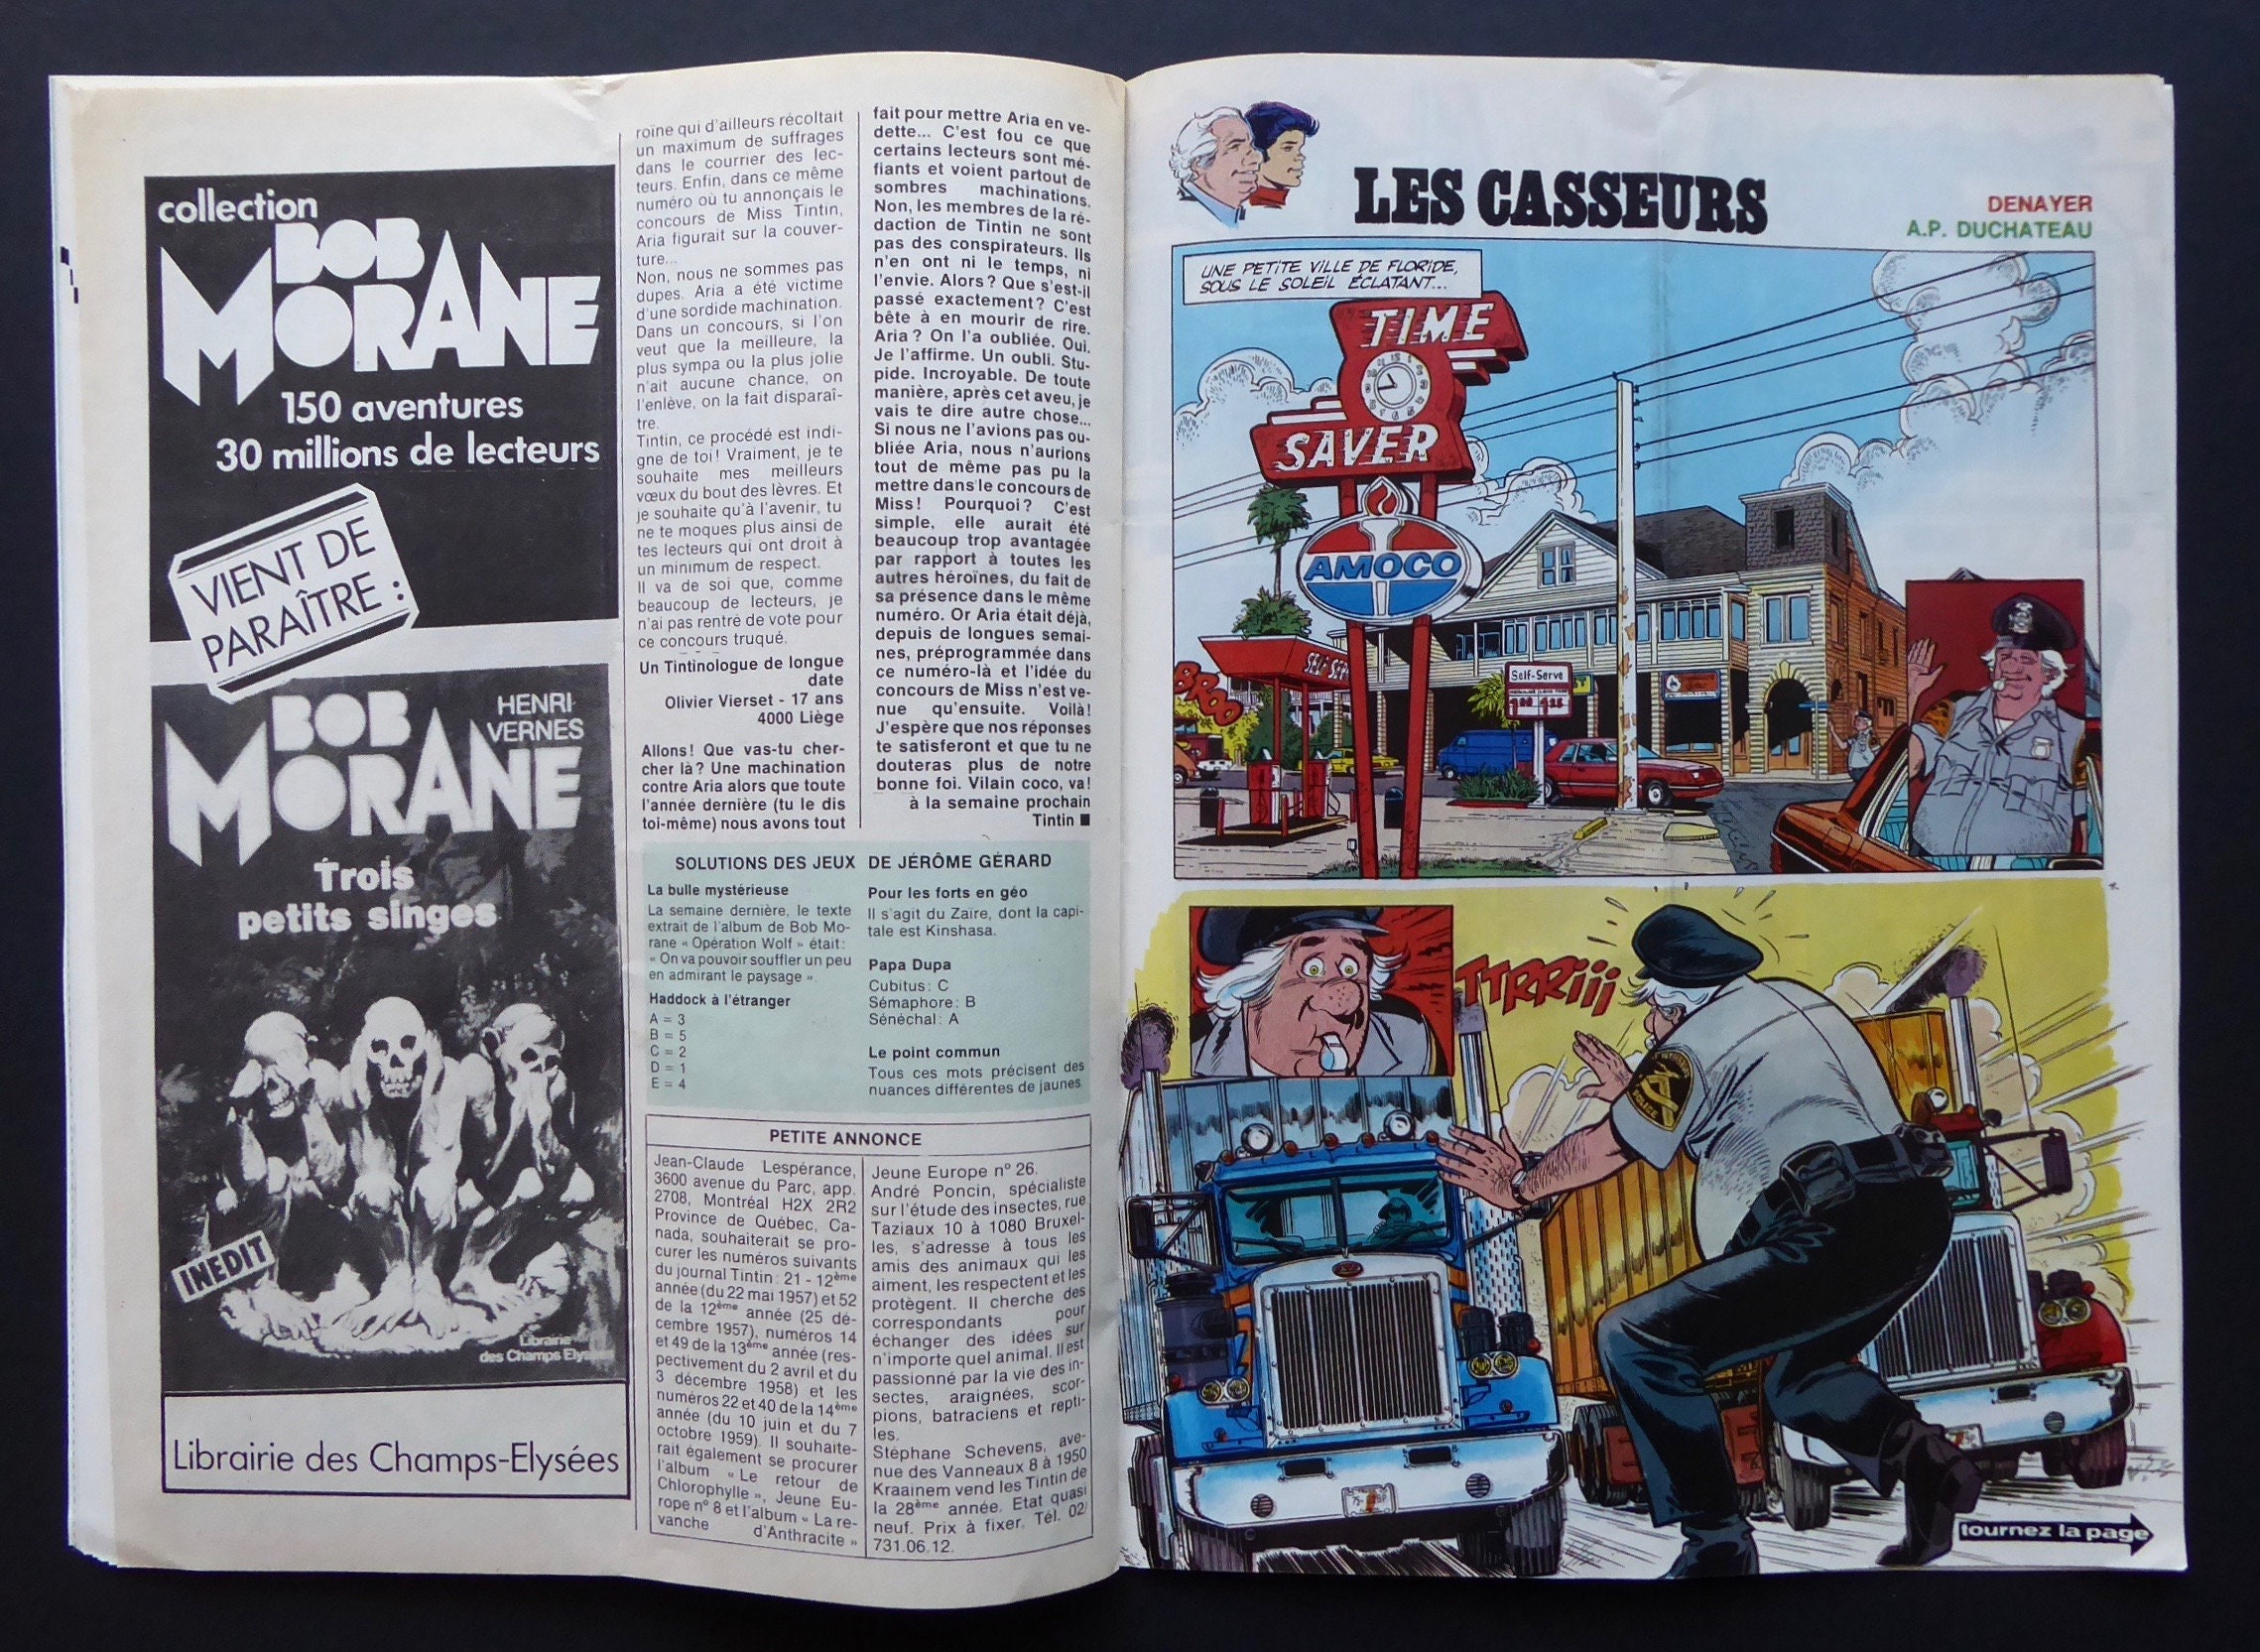 collection
BOB
MORANE
150 aventures
30 millions de lecteurs
VIENT DE
PARAÎTRE :
BOB
MORANE
HENRI
VERNES
Trois
petits singes
INEDIT
Librairie
des Champs
Librairie des Champs-Elysées
roïne qui d'ailleurs récoltait
un maximum de suffrages
dans le courrier des lec-
teurs. Enfin, dans ce même
numéro où tu annonçais le
concours de Miss Tintin,
Aria figurait sur la couver-
ture...
Non, nous ne sommes pas
dupes. Aria a été victime
d'une sordide machination.
Dans un concours, si l'on
veut que la meilleure, la
plus sympa ou la plus jolie
n'ait aucune chance, on
l'enlève, on la fait disparaî-
tre.
Tintin, ce procédé est indi-
gne de toi! Vraiment, je te
souhaite mes meilleurs
vœux du bout des lèvres. Et
je souhaite qu'à l'avenir, tu
ne te moques plus ainsi de
tes lecteurs qui ont droit à
un minimum de respect.
Il va de soi que, comme
beaucoup de lecteurs, je
n'ai pas rentré de vote pour
ce concours truqué.
Un Tintinologue de longue
date
Olivier Vierset - 17 ans
4000 Liège
Allons! Que vas-tu cher-
cher là? Une machination
contre Aria alors que toute
l'année dernière (tu le dis
toi-même) nous avons tout
fait pour mettre Aria en ve-
dette... C'est fou ce que
certains lecteurs sont mé-
fiants et voient partout de
sombres machinations.
Non, les membres de la ré-
daction de Tintin ne sont
pas des conspirateurs. Ils
n'en ont ni le temps, ni
l'envie. Alors? Que s'est-il
passé exactement? C'est
bête à en mourir de rire.
Aria? On l'a oubliée. Oui.
Je l'affirme. Un oubli. Stu-
pide. Incroyable. De toute
manière, après cet aveu, je
vais te dire autre chose...
Si nous ne l'avions pas ou-
bliée Aria, nous n'aurions
tout de même pas pu la
mettre dans le concours de
Miss! Pourquoi? C'est
simple, elle aurait été
beaucoup trop avantagée
par rapport à toutes les
autres héroïnes, du fait de
sa présence dans le même
numéro. Or Aria était déjà,
depuis de longues semai-
nes, préprogrammée dans
ce numéro-là et l'idée du
concours de Miss n'est ve-
nue qu'ensuite. Voilà!
J'espère que nos réponses
te satisferont et que tu ne
douteras plus de notre
bonne foi. Vilain coco, va!
à la semaine prochain
Tintin ■
SOLUTIONS DES JEUX DE JÉRÔME GÉRARD
La bulle mystérieuse
La semaine dernière, le texte
extrait de l'album de Bob Mo-
rane « Opération Wolf » était:
« On va pouvoir souffler un peu
en admirant le paysage ».
Haddock à l'étranger
A = 3
B = 5
C = 2
D = 1
E = 4
Pour les forts en géo
Il s'agit du Zaire, dont la capi-
tale est Kinshasa.
Papa Dupa
Cubitus: C
Sémaphore: B
Sénéchal: A
Le point commun
Tous ces mots précisent des
nuances différentes de jaunes
PETITE ANNONCE
Jean-Claude Lespérance,
3600 avenue du Parc, app.
2708, Montréal H2X 2R2
Province de Québec, Ca-
nada, souhaiterait se pro-
curer les numéros suivants
du journal Tintin: 21 - 12ème
année (du 22 mai 1957) et 52
de la 12ème année (25 dé-
cembre 1957), numéros 14
et 49 de la 13ème année (res-
pectivement du 2 avril et du
3 décembre 1958) et les
numéros 22 et 40 de la 14ème
année (du 10 juin et du 7
octobre 1959). Il souhaite-
rait également se procurer
l'album « Le retour de
Chlorophylle », Jeune Eu-
rope nº 8 et l'album « La re-
vanche d'Anthracite »
Jeune Europe nº 26.
André Poncin, spécialiste
sur l'étude des insectes, rue
Taziaux 10 à 1080 Bruxel-
les, s'adresse à tous les
amis des animaux qui les
aiment, les respectent et les
protègent. Il cherche des
correspondants pour
échanger des idées sur
n'importe quel animal. Il est
passionné par la vie des in-
sectes, araignées, scor-
pions, batraciens et repti-
les.
Stéphane Schevens, ave-
nue des Vanneaux 8 à 1950
Kraainem vend les Tintin de
la 28ème année. Etat quasi
neuf. Prix à fixer. Tél. 02/
731.06.12.
LES CASSEURS
DENAYER
A.P. DUCHATEAU
UNE PETITE VILLE DE FLORIDE,
SOUS LE SOLEIL ÉCLATANT...
TIME
SAVER
AMOCO
SELF SERV
Self-Serve
BROO
TTRRiiii
POLICE
tournez la page